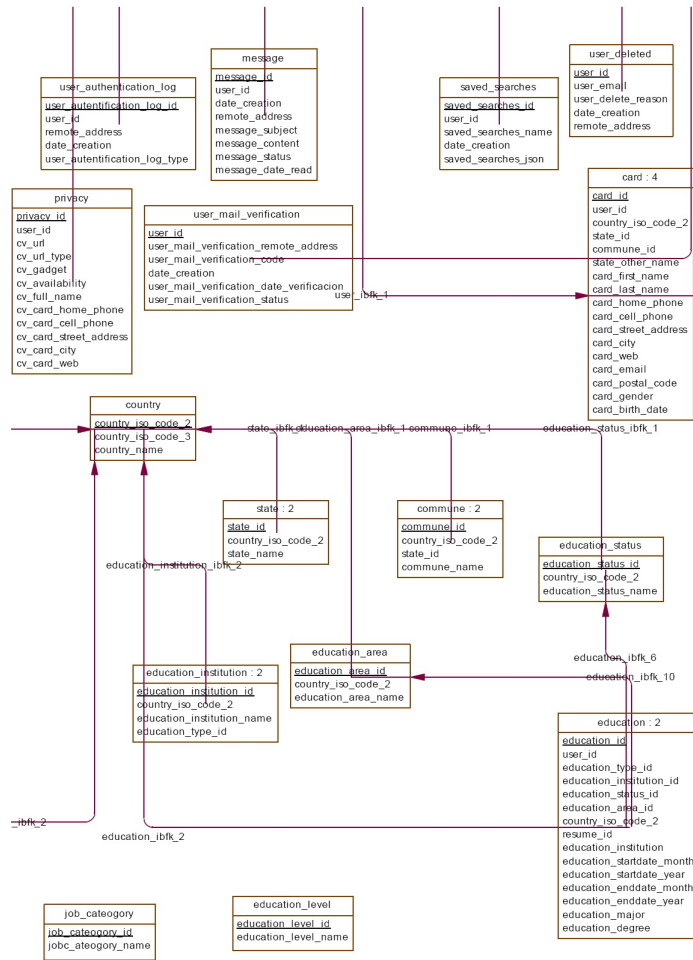 message
message_id
user_id
date_creation
remote_address
message_subject
message_content
message_status
message_date_read
user_deleted
user_id
user_email
user_delete_reason
date_creation
remote_address
user_authentication_log
user_autentification_log_id
user_id
remote_address
date_creation
user_autentification_log_type
saved_searches
saved_searches_id
user_id
saved_searches_name
date_creation
saved_searches_json
card : 4
card_id
user_id
country_iso_code_2
state_id
commune_id
state_other_name
card_first_name
card_last_name
card_home_phone
card_cell_phone
card_street_address
card_city
card_web
card_email
card_postal_code
card_gender
card_birth_date
privacy
privacy_id
user_id
cv_url
cv_url_type
cv_gadget
cv_availability
cv_full_name
cv_card_home_phone
cv_card_cell_phone
cv_card_street_address
cv_card_city
cv_card_web
user_mail_verification
user_id
user_mail_verification_remote_address
user_mail_verification_code
date_creation
user_mail_verification_date_verificacion
user_mail_verification_status
user_ibfk_1
country
country_iso_code_2
country_iso_code_3
country_name
education_area_ibfk_1
commune_ibfk_1
education_status_ibfk_1
state : 2
state_id
country_iso_code_2
state_name
commune : 2
commune_id
country_iso_code_2
state_id
commune_name
education_status
education_status_id
country_iso_code_2
education_status_name
education_institution_ibfk_2
education_area
education_area_id
country_iso_code_2
education_area_name
education_ibfk_6
education_ibfk_10
education_institution : 2
education_institution_id
country_iso_code_2
education_institution_name
education_type_id
education : 2
education_id
user_id
education_type_id
education_institution_id
education_status_id
education_area_id
country_iso_code_2
resume_id
education_institution
education_startdate_month
education_startdate_year
education_enddate_month
education_enddate_year
education_major
education_degree
_ibfk_2
education_ibfk_2
job_cateogory
job_cateogory_id
jobc_ateogory_name
education_level
education_level_id
education_level_name